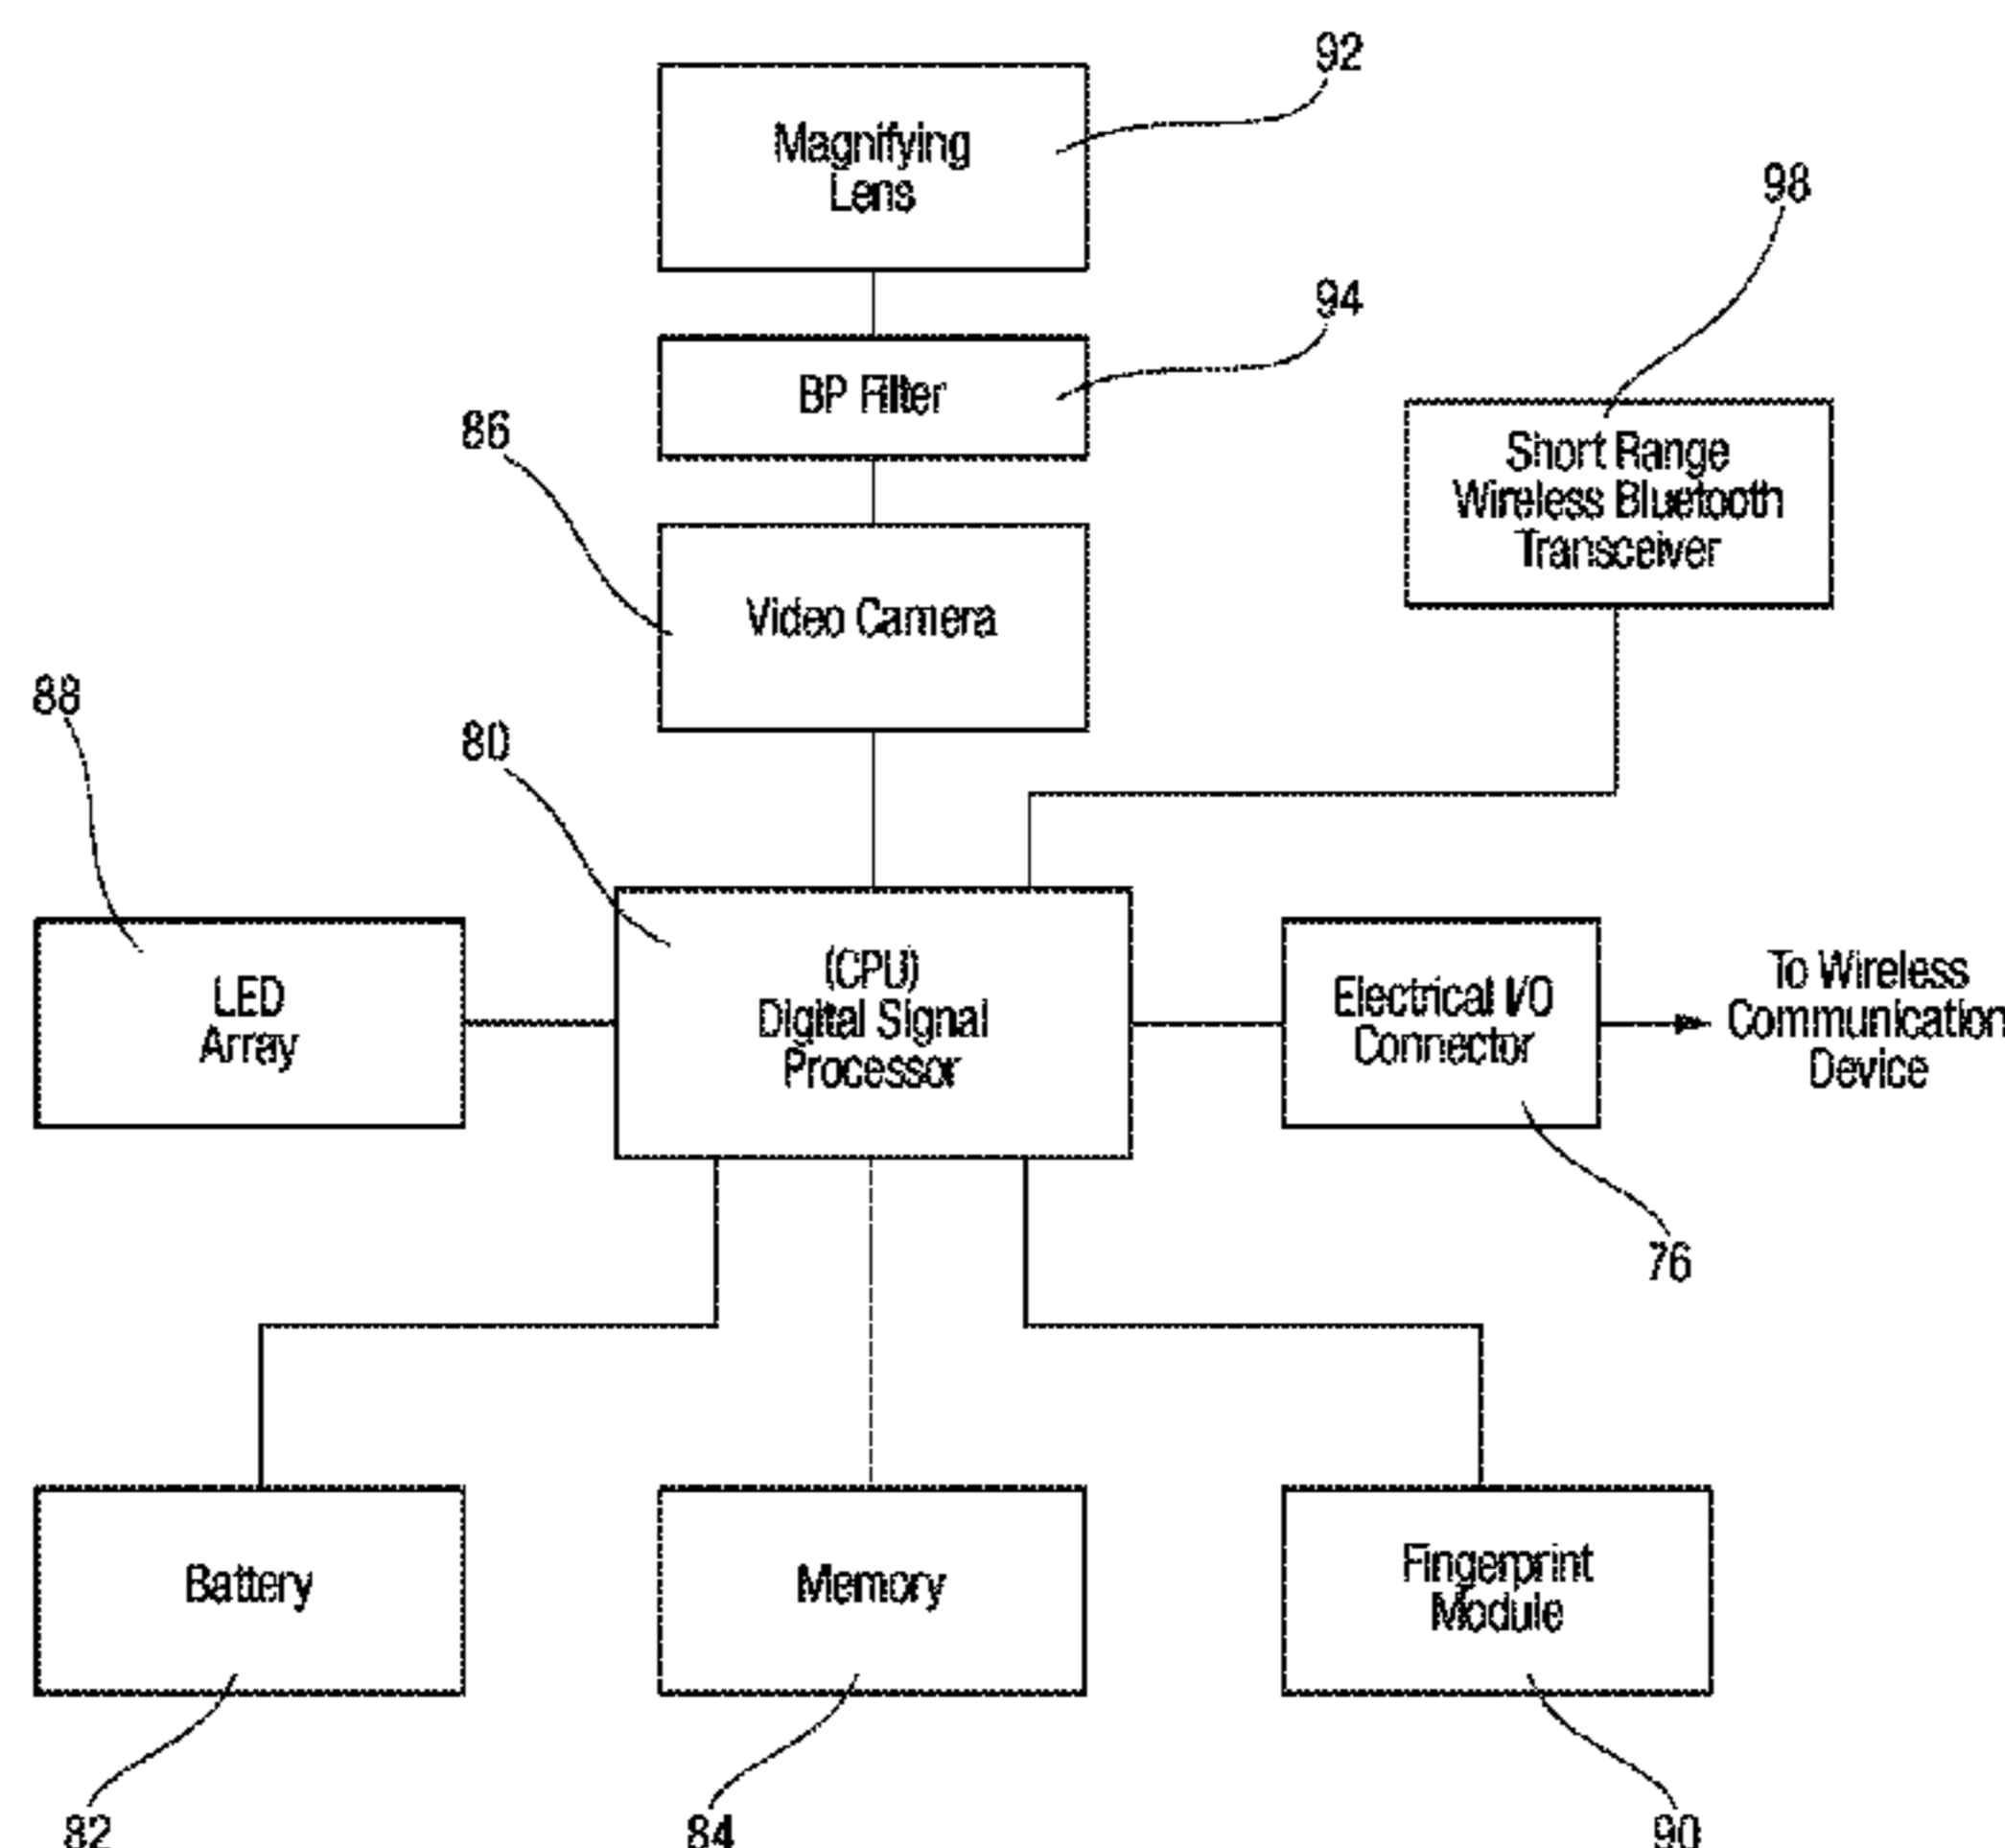 92
Magnifying
Lens
98
94
BP Filter
86
Short Range
Wireless Bluetooth
Transceiver
Video Camera
88
80
(CPU)
Digital Signal
Processor
LED
Array
Electrical I/O
Connector
To Wireless
Communication
Device
76
Battery
Memory
Fingerprint
Module
82
84
90